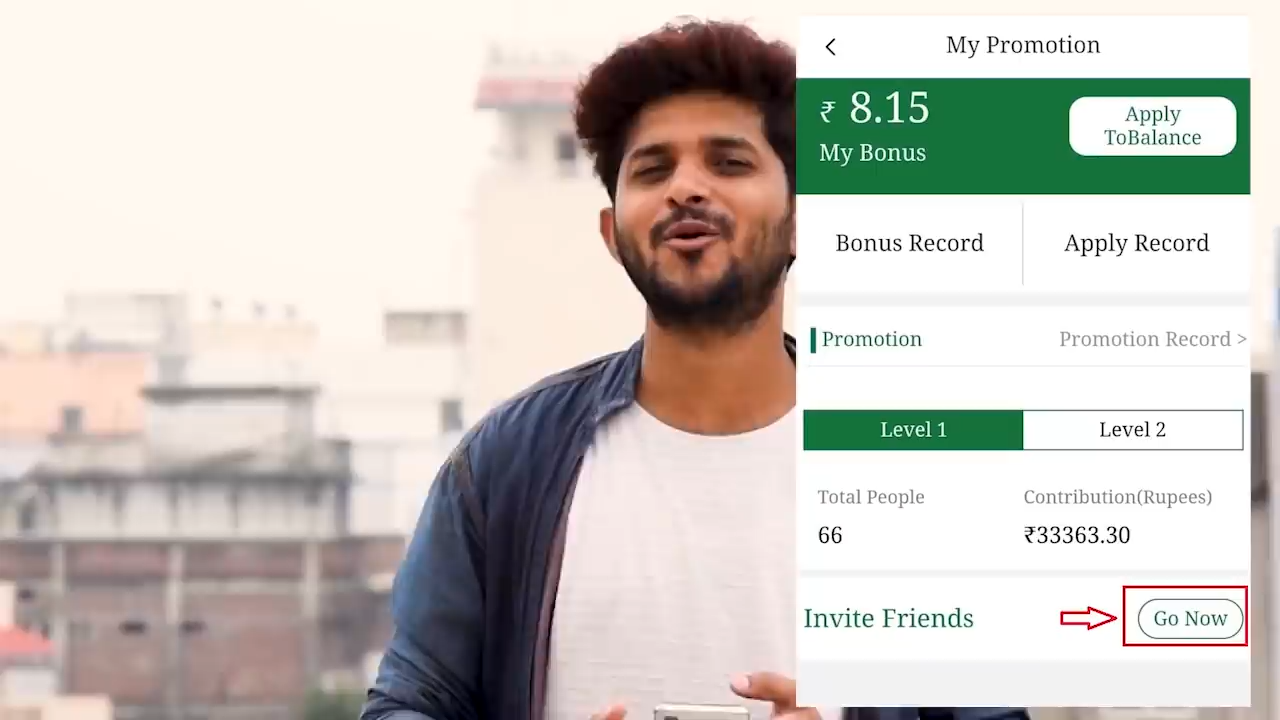 My Promotion
₹ 8.15
My Bonus
Apply
ToBalance
Bonus Record
Apply Record
Promotion
Promotion Record >
Level 1
Level 2
Total People
Contribution(Rupees)
66
₹33363.30
Invite Friends
Go Now